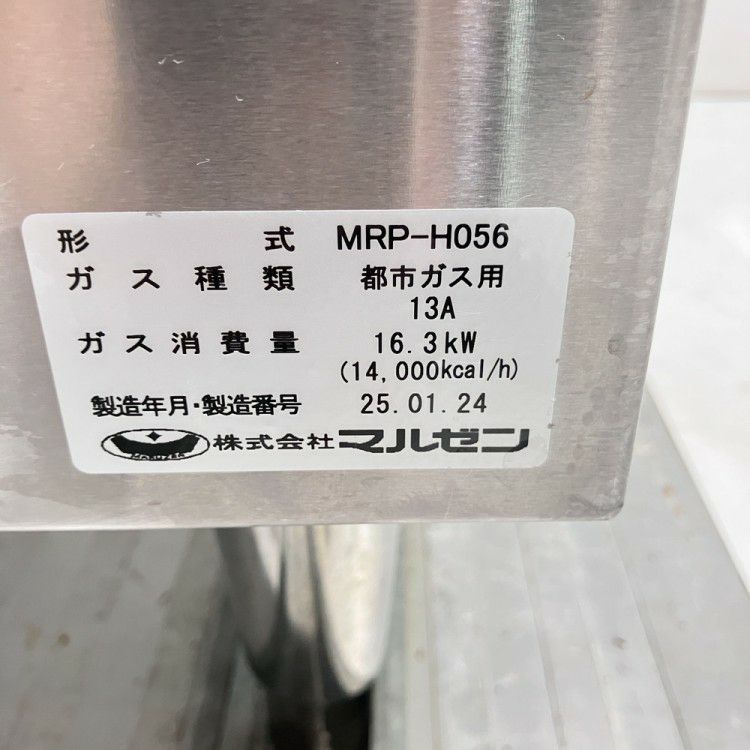 形式 MRP-H056
ガス種類 都市ガス用
13A
ガス消費量 16.3kW
(14,000kcal/h)
製造年月・製造番号 25.01.24
MARUZEN 株式会社マルゼン